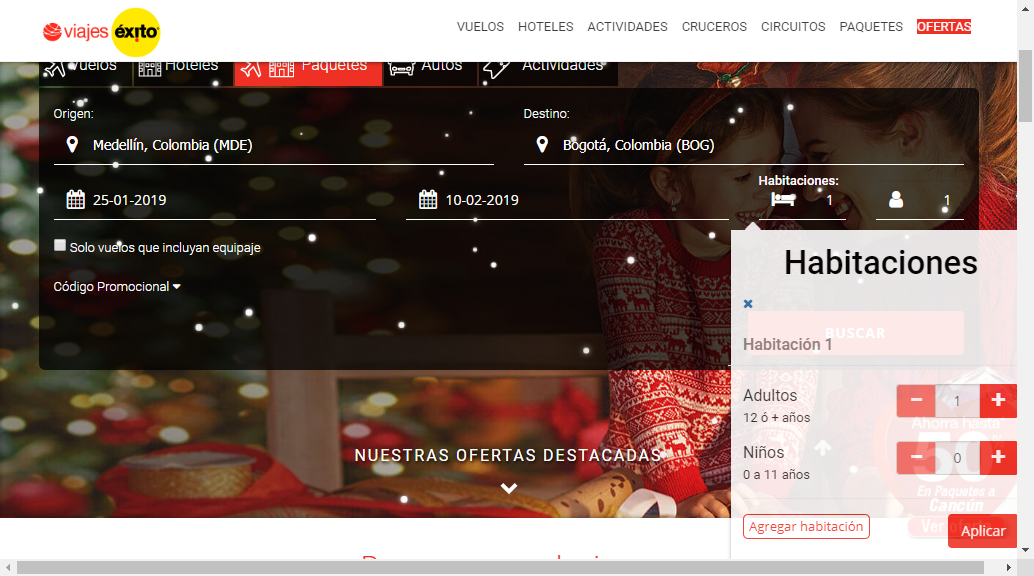 viajes éxito
VUELOS HOTELES ACTIVIDADES CRUCEROS CIRCUITOS PAQUETES OFERTAS
Vuelos Hoteles Paquetes Autos Actividades
Origen: Destino:
Medellín, Colombia (MDE) Bogotá, Colombia (BOG)
Habitaciones:
25-01-2019 10-02-2019 1 1
Solo vuelos que incluyan equipaje
Código Promocional
Habitaciones
BUSCAR
Habitación 1
Adultos
12 ó + años
− 1 +
Ahorra hasta
Niños
0 a 11 años
− 0 +
50%
En Paquetes a
Cancún
NUESTRAS OFERTAS DESTACADAS
Agregar habitación
Ver oferta
Aplicar